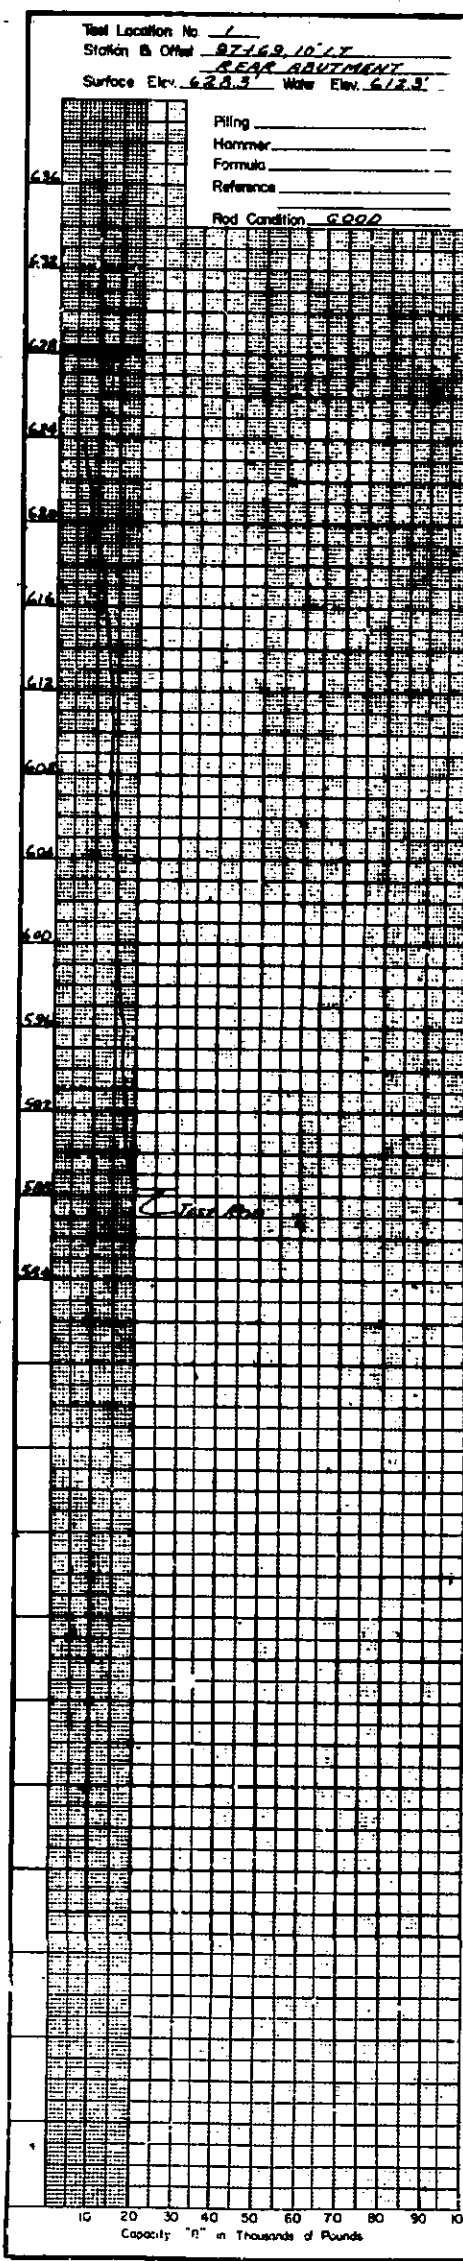 Test Location No. 1
Station & Offset 97+69, 10' LT
REAR ABUTMENT
Surface Elev. 628.3 Water Elev. 612.3'
Piling
Hammer
Formula
Reference
Rod Condition GOOD
636
632
628
624
620
616
612
608
604
600
596
592
588
584
TEST ROD
10 20 30 40 50 60 70 80 90 10
Capacity "R" in Thousands of Pounds